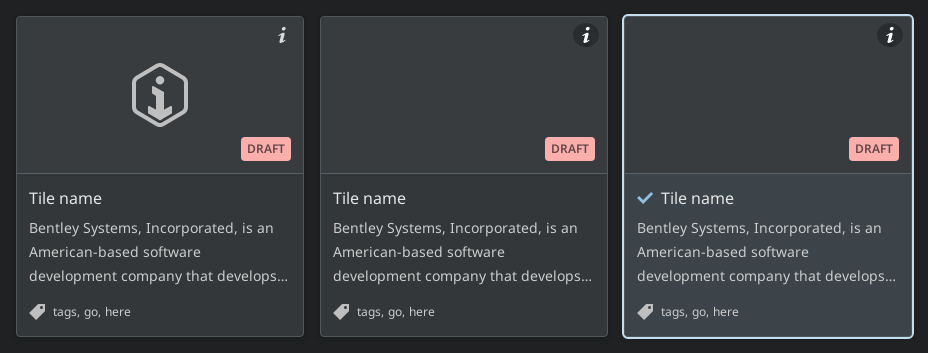 DRAFT
Tile name
Bentley Systems, Incorporated, is an
American-based software
development company that develops...
tags, go, here
DRAFT
Tile name
Bentley Systems, Incorporated, is an
American-based software
development company that develops...
tags, go, here
DRAFT
Tile name
Bentley Systems, Incorporated, is an
American-based software
development company that develops...
tags, go, here